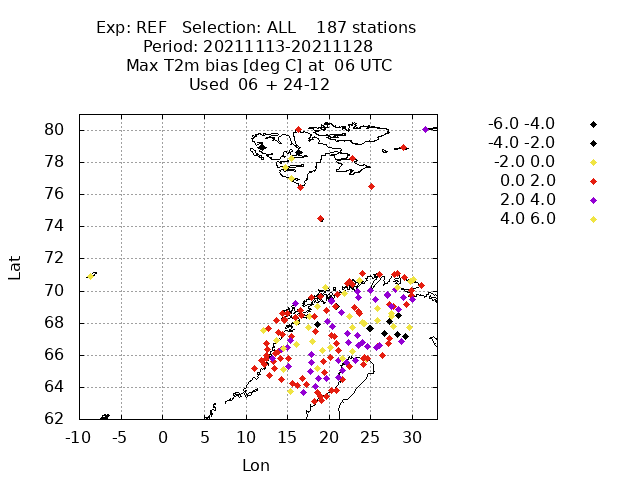 Exp: REF   Selection: ALL    187 stations
Period: 20211113-20211128
Max T2m bias [deg C] at  06 UTC
Used  06 + 24-12
-6.0 -4.0
-4.0 -2.0
-2.0 0.0
0.0 2.0
2.0 4.0
4.0 6.0
80
78
76
74
72
70
68
66
64
62
Lat
-10 -5 0 5 10 15 20 25 30
Lon